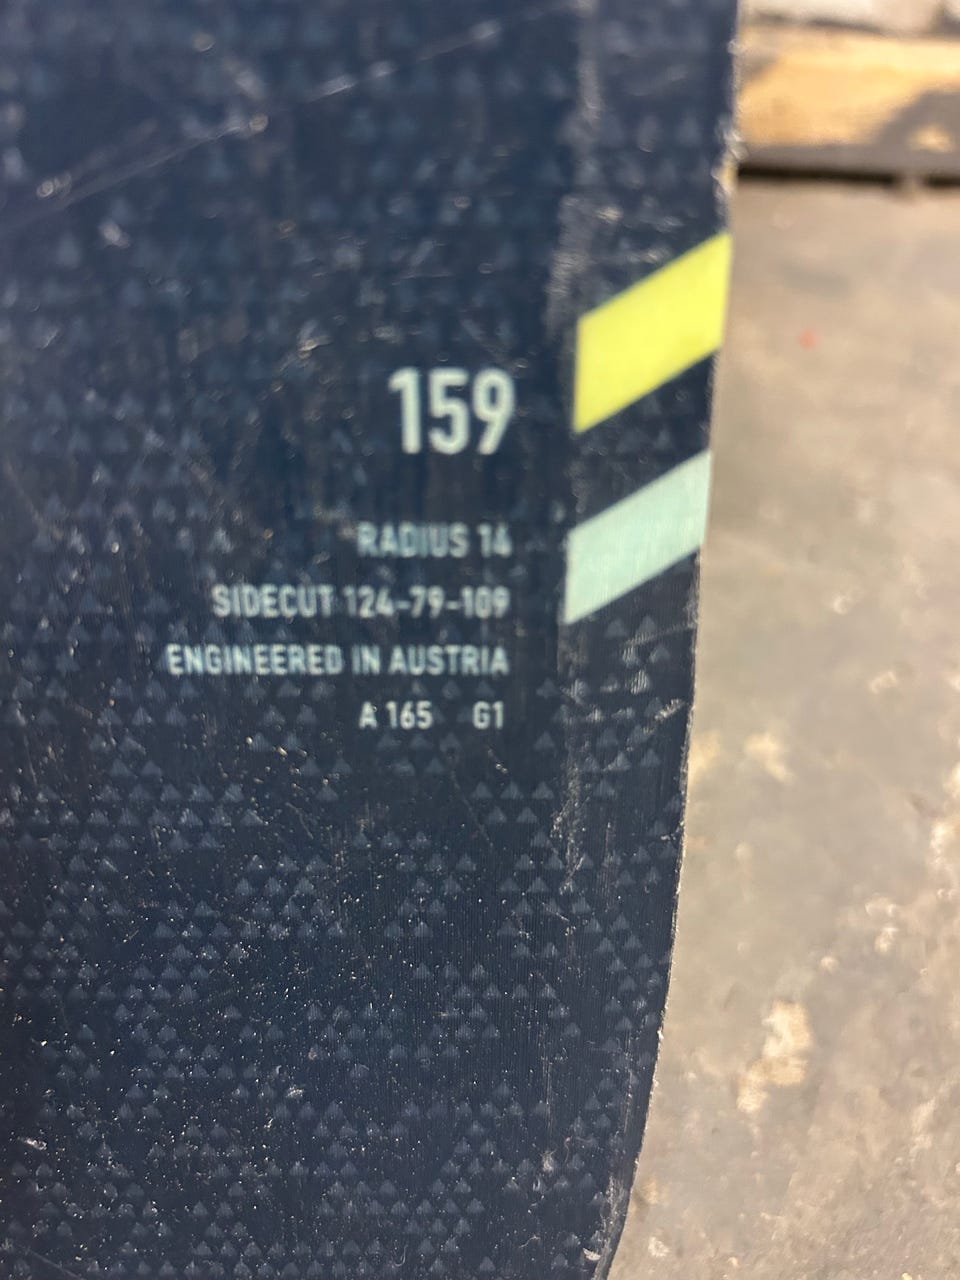 159
RADIUS 14
SIDECUT 124-79-109
ENGINEERED IN AUSTRIA
A 165 G1